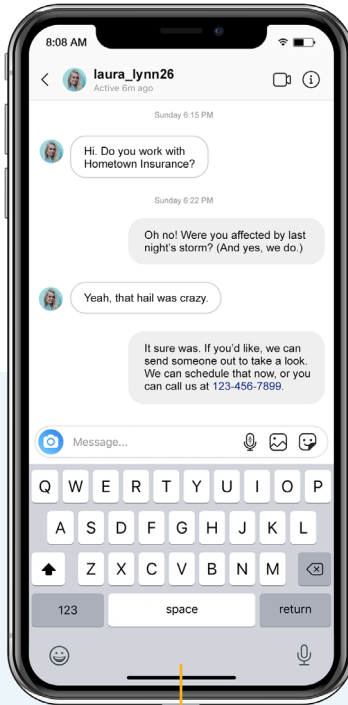 8:08 AM
laura_lynn26
Active 6m ago
Sunday 6:15 PM
Hi. Do you work with
Hometown Insurance?
Sunday 6:22 PM
Oh no! Were you affected by last
night's storm? (And yes, we do.)
Yeah, that hail was crazy.
It sure was. If you'd like, we can
send someone out to take a look.
We can schedule that now, or you
can call us at 123-456-7899.
Message...
Q W E R T Y U I O P
A S D F G H J K L
Z X C V B N M
123 space return